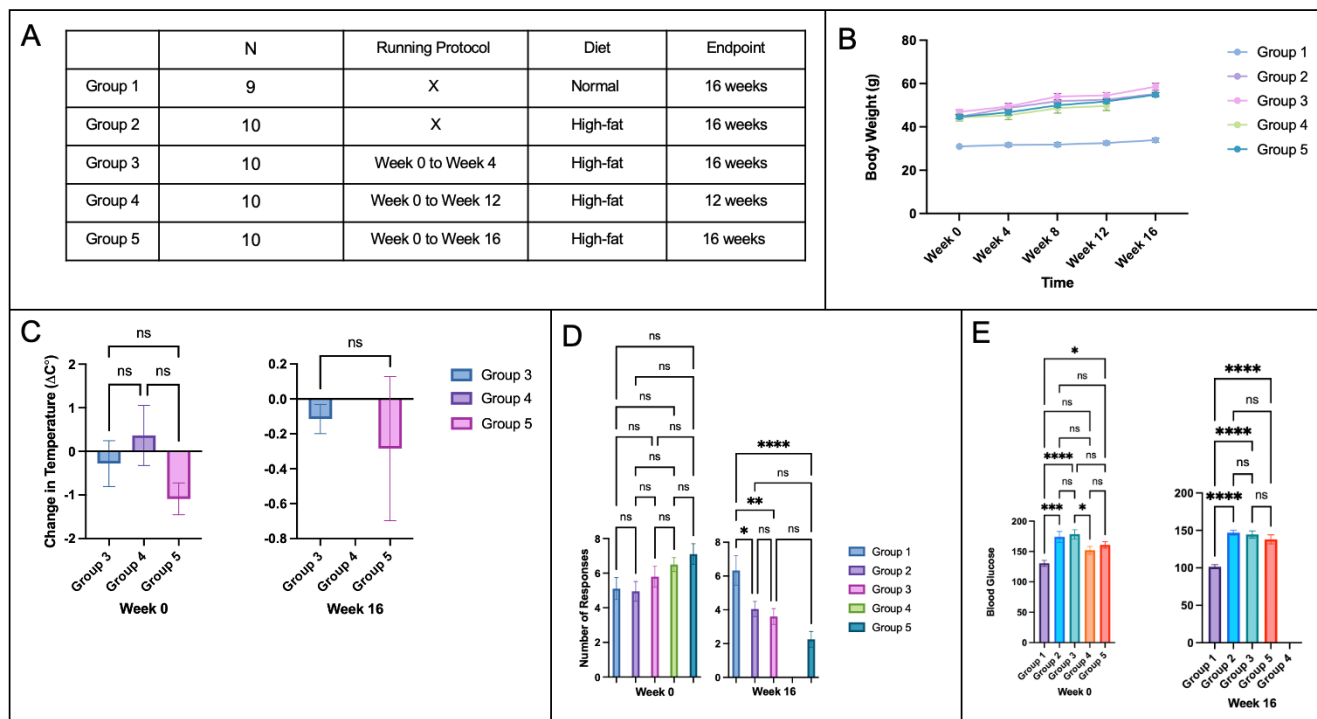 A
N Running Protocol Diet Endpoint
Group 1 9 X Normal 16 weeks
Group 2 10 X High-fat 16 weeks
Group 3 10 Week 0 to Week 4 High-fat 16 weeks
Group 4 10 Week 0 to Week 12 High-fat 12 weeks
Group 5 10 Week 0 to Week 16 High-fat 16 weeks
B
80
60
40
20
0
Body Weight (g)
Week 0 Week 4 Week 8 Week 12 Week 16
Time
Group 1
Group 2
Group 3
Group 4
Group 5
C
Change in Temperature (ΔC°)
ns
ns ns
2
1
0
-1
-2
Group 3 Group 4 Group 5
Week 0
ns
0.2
0.0
-0.2
-0.4
-0.6
-0.8
Group 3 Group 4 Group 5
Week 16
Group 3
Group 4
Group 5
D
Number of Responses
ns
ns
ns
ns
ns ns
ns
ns
ns ns
8
6
4
2
0
Week 0
****
ns
**
* ns ns
8
6
4
2
0
Week 16
Group 1
Group 2
Group 3
Group 4
Group 5
E
Blood Glucose
*
ns
ns
ns
**** ns
ns ns
*** *
200
150
100
50
0
Group 1 Group 2 Group 3 Group 4 Group 5
Week 0
****
ns
****
ns
**** ns
200
150
100
50
0
Group 1 Group 2 Group 3 Group 5 Group 4
Week 16